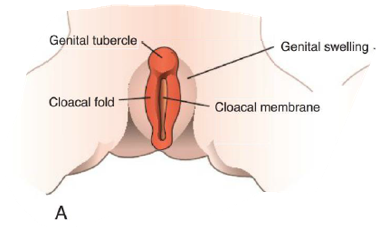 Genital tubercle
Genital swelling
Cloacal fold
Cloacal membrane
A